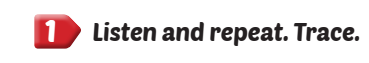 1 Listen and repeat. Trace.